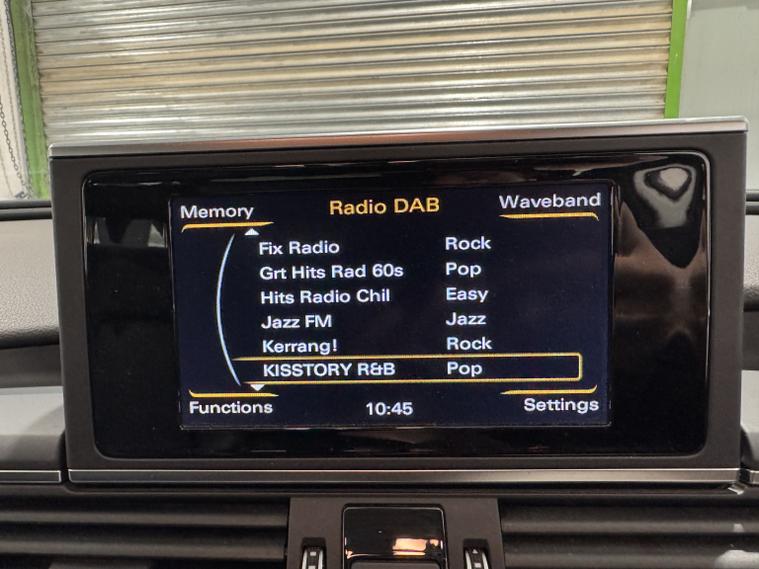 Memory Radio DAB Waveband
Fix Radio Rock
Grt Hits Rad 60s Pop
Hits Radio Chil Easy
Jazz FM Jazz
Kerrang! Rock
KISSTORY R&B Pop
Functions 10:45 Settings